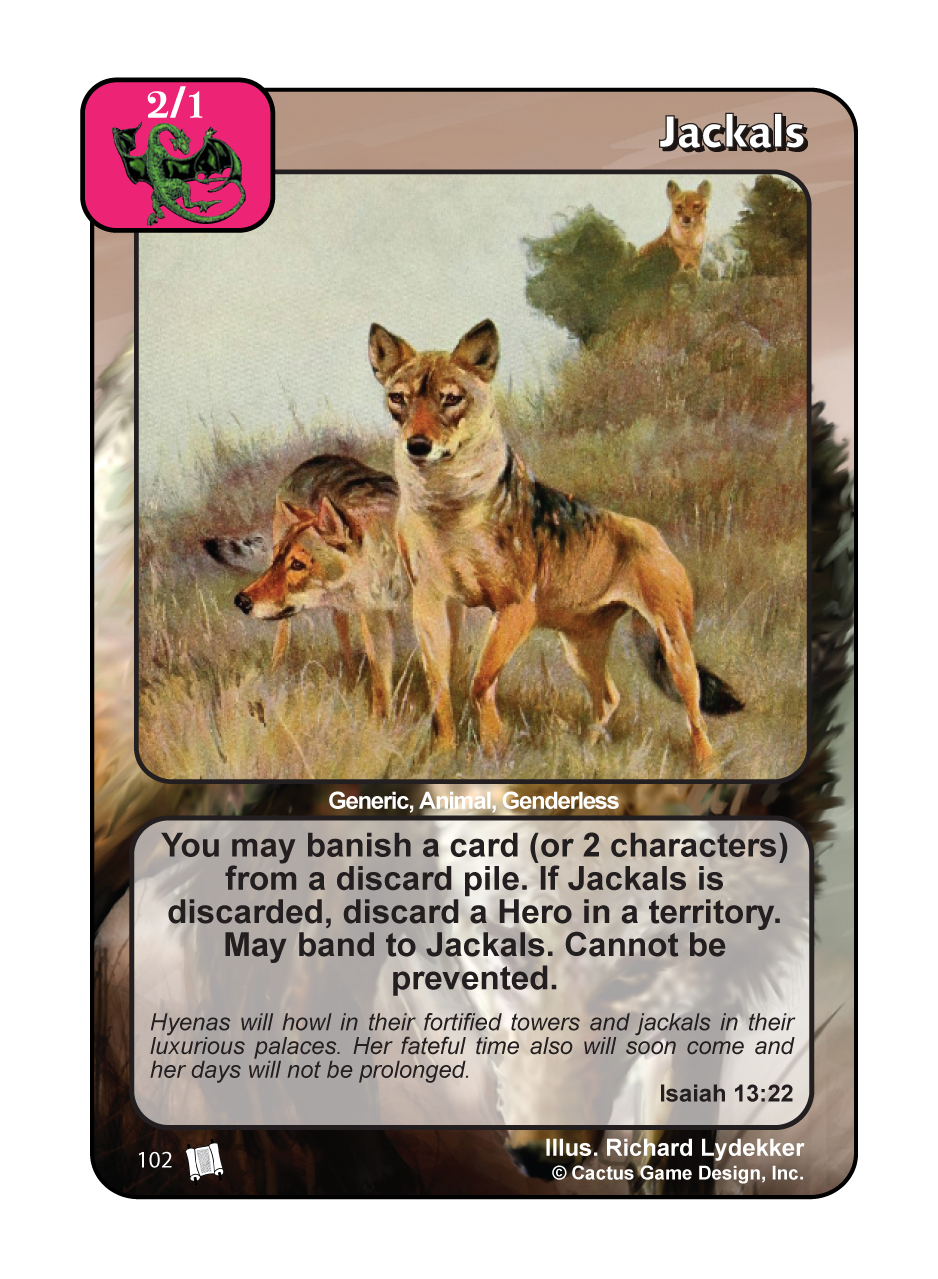 2/1
Jackals
Generic, Animal, Genderless
You may banish a card (or 2 characters)
from a discard pile. If Jackals is
discarded, discard a Hero in a territory.
May band to Jackals. Cannot be
prevented.
Hyenas will howl in their fortified towers and jackals in their
luxurious palaces. Her fateful time also will soon come and
her days will not be prolonged.
Isaiah 13:22
102
Illus. Richard Lydekker
© Cactus Game Design, Inc.